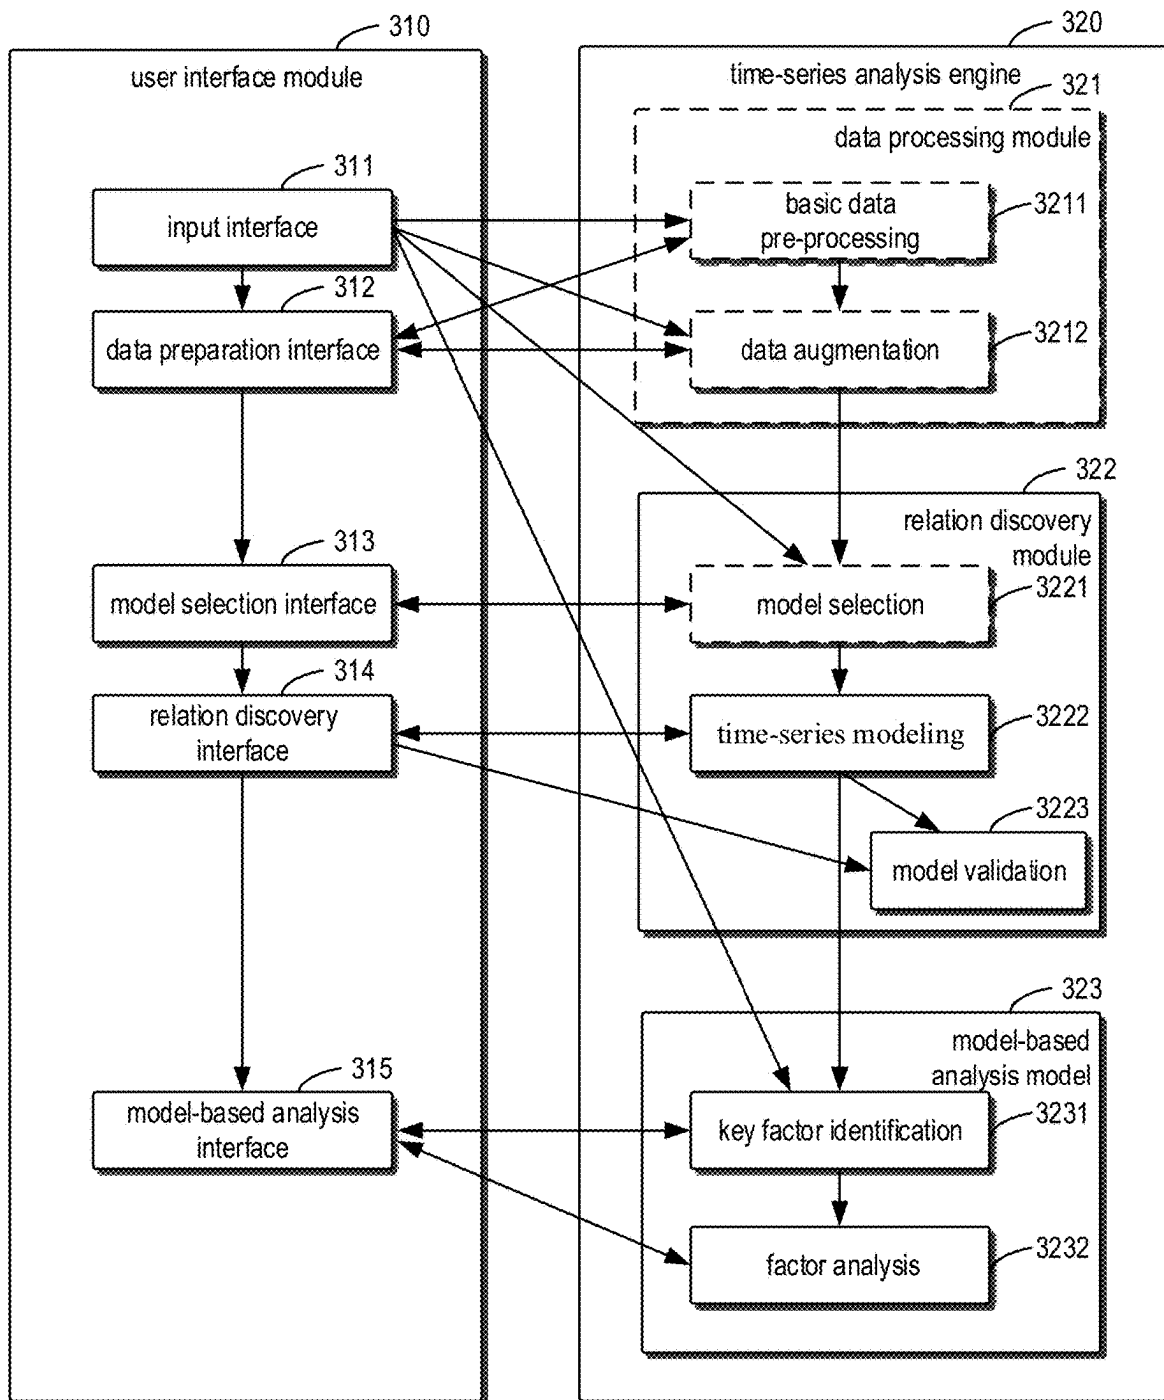 310
user interface module
311
input interface
312
data preparation interface
313
model selection interface
314
relation discovery
interface
315
model-based analysis
interface
320
time-series analysis engine
321
data processing module
basic data
pre-processing
3211
data augmentation
3212
322
relation discovery
module
model selection
3221
time-series modeling
3222
3223
model validation
323
model-based
analysis model
key factor identification
3231
factor analysis
3232